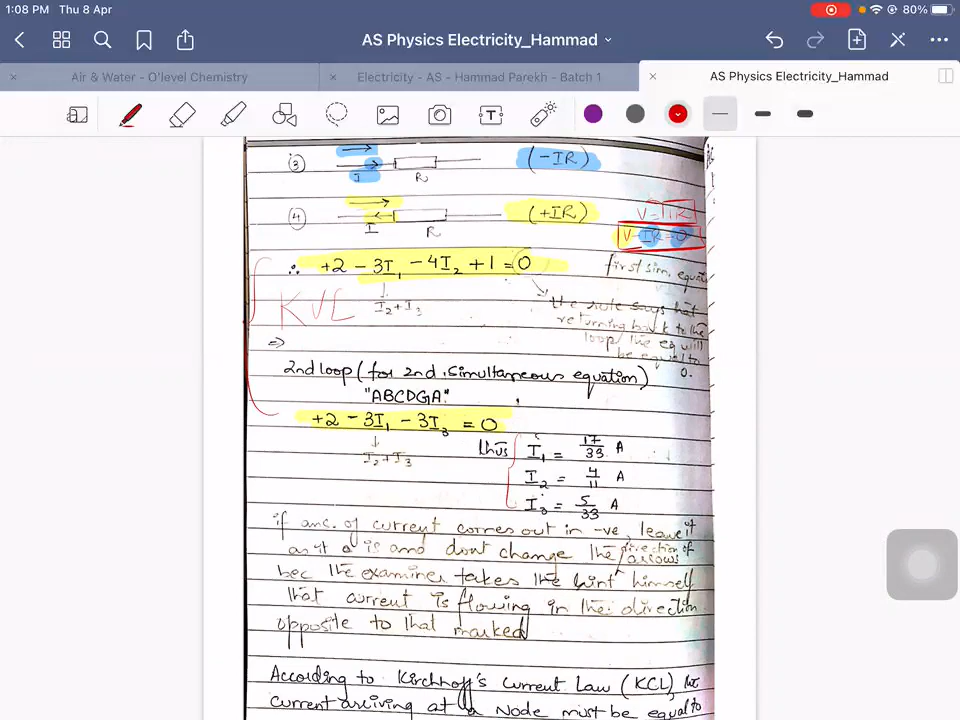 1:08 PM Thu 8 Apr
80%
AS Physics Electricity_Hammad
Air & Water - O'level Chemistry
Electricity - AS - Hammad Parekh - Batch 1
AS Physics Electricity_Hammad
③ I R (-IR)
④ I R (+IR)
V=IR
V-IR=0
∴ +2 - 3I₁ - 4I₂ + 1 = 0
first sim. equat
I₂+I₃
KVL
the rule says that
returning back to the
loop the eq will
be equal to
0.
⇒
2nd loop (for 2nd simultaneous equation)
"ABCDGA"
+2 - 3I₁ - 3I₃ = 0
I₂+I₃
thus I₁ = 17/33 A
I₂ = 4/11 A
I₃ = 5/33 A
if anc. of current comes out in -ve, leave it
as it is and dont change the direction of arrows
bec the examiner takes the hint himself
that current is flowing in the direction
opposite to that marked
According to Kirchhoff's Current Law (KCL), the
current arriving at a Node must be equal to